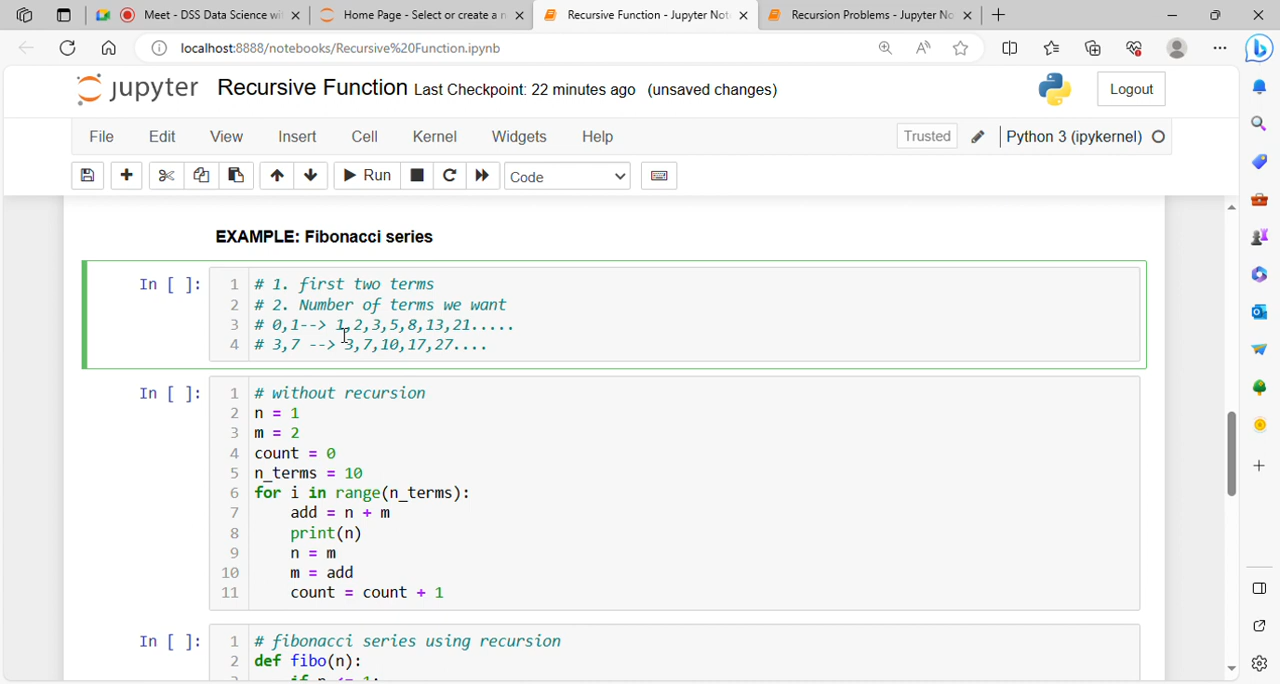 Meet - DSS Data Science wi
Home Page - Select or create a n
Recursive Function - Jupyter Not
Recursion Problems - Jupyter No
localhost:8888/notebooks/Recursive%20Function.ipynb
jupyter Recursive Function Last Checkpoint: 22 minutes ago (unsaved changes)
Logout
File Edit View Insert Cell Kernel Widgets Help
Trusted
Python 3 (ipykernel)
Run
Code
EXAMPLE: Fibonacci series
In [ ]:
1 # 1. first two terms
2 # 2. Number of terms we want
3 # 0,1--> 1,2,3,5,8,13,21.....
4 # 3,7 --> 3,7,10,17,27....
In [ ]:
1 # without recursion
2 n = 1
3 m = 2
4 count = 0
5 n_terms = 10
6 for i in range(n_terms):
7 add = n + m
8 print(n)
9 n = m
10 m = add
11 count = count + 1
In [ ]:
1 # fibonacci series using recursion
2 def fibo(n):